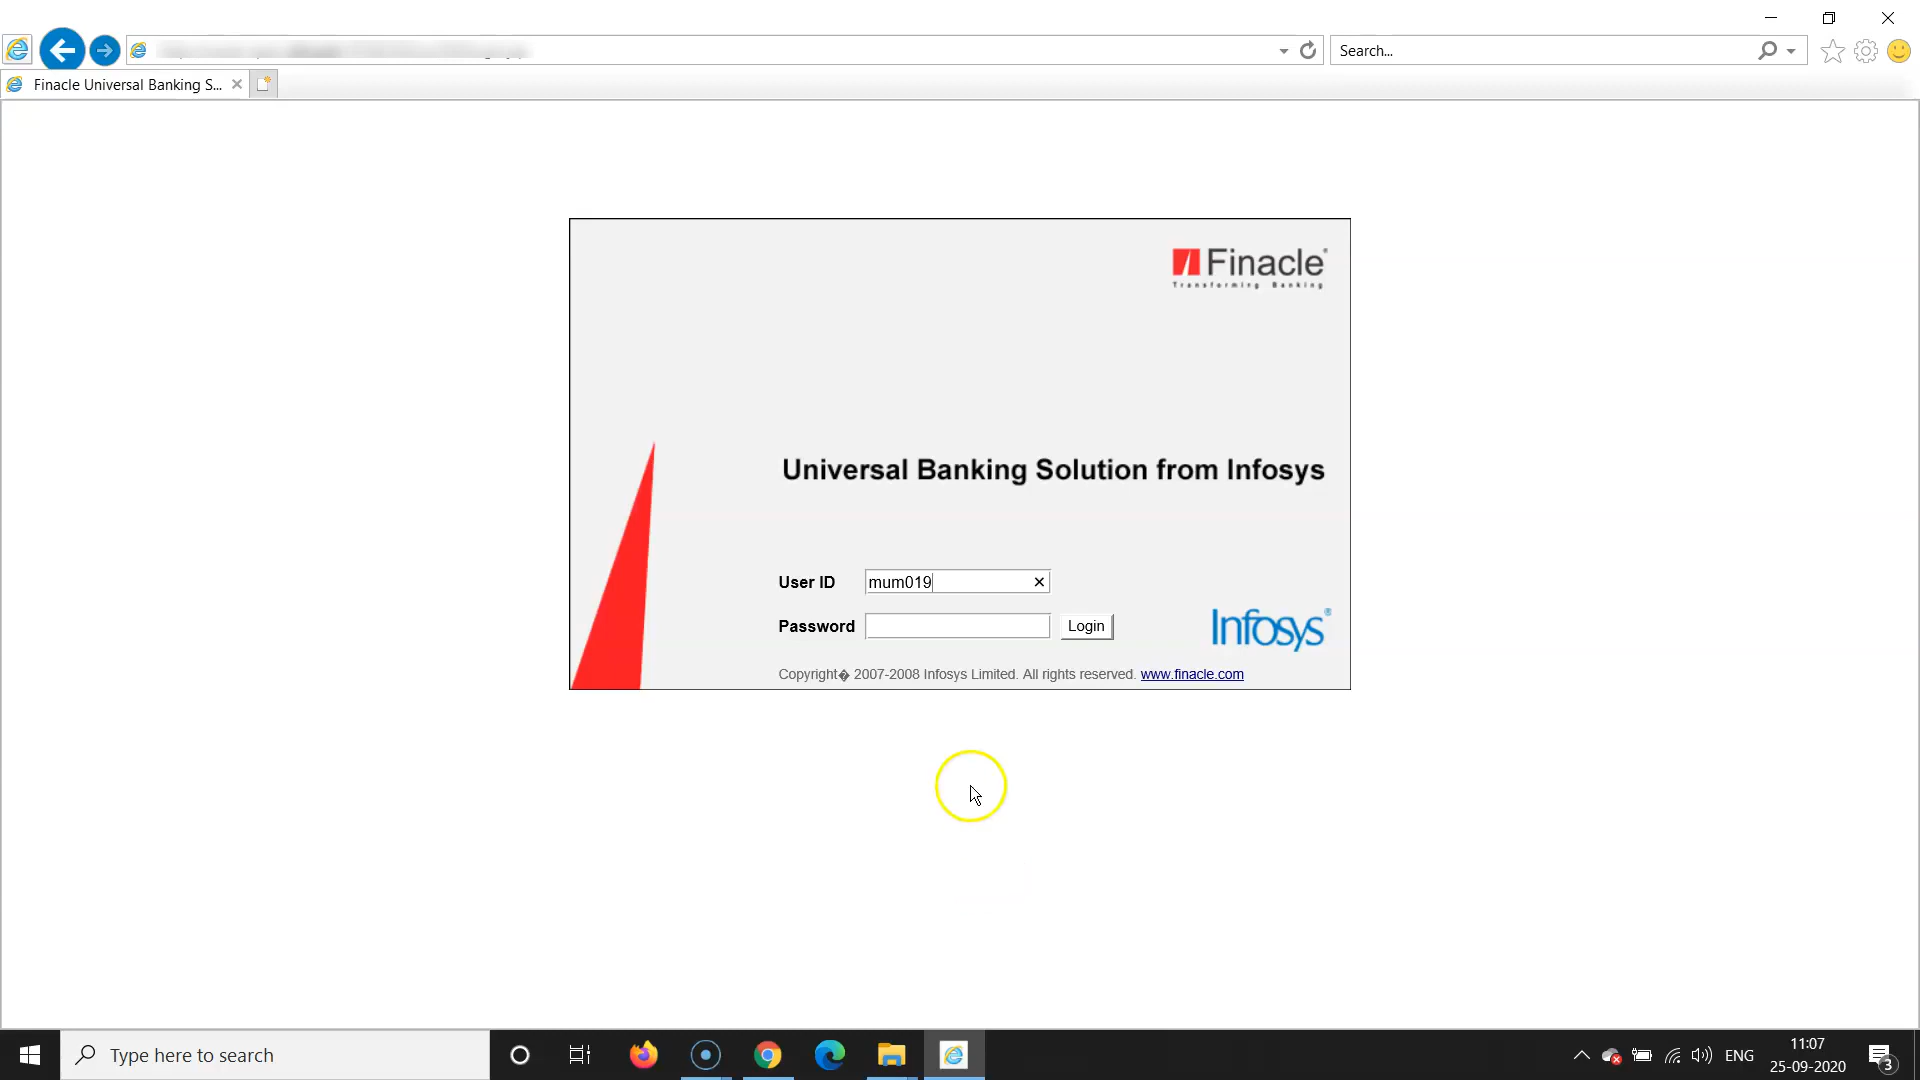 Search...
Finacle Universal Banking S...
Finacle
Transforming Banking
Universal Banking Solution from Infosys
User ID mum019
Password Login
Infosys®
Copyright� 2007-2008 Infosys Limited. All rights reserved. www.finacle.com
Type here to search
ENG
11:07
25-09-2020
3